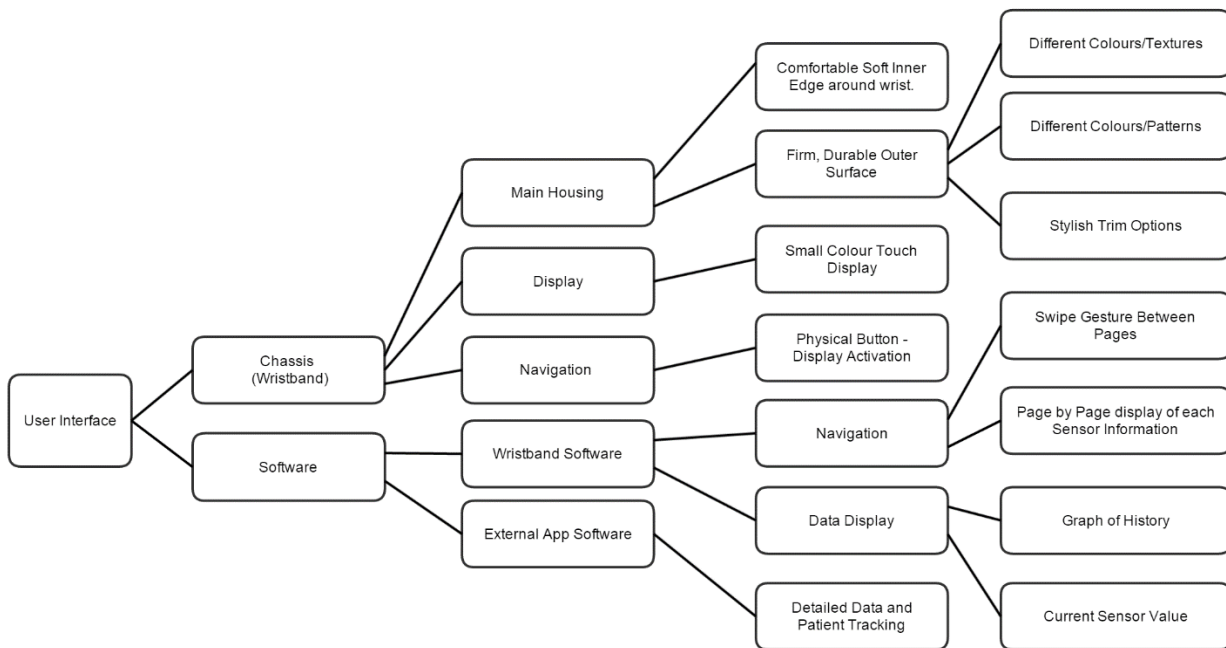 User Interface
Chassis
(Wristband)
Software
Main Housing
Display
Navigation
Wristband Software
External App Software
Comfortable Soft Inner
Edge around wrist.
Firm, Durable Outer
Surface
Small Colour Touch
Display
Physical Button -
Display Activation
Navigation
Data Display
Detailed Data and
Patient Tracking
Different Colours/Textures
Different Colours/Patterns
Stylish Trim Options
Swipe Gesture Between
Pages
Page by Page display of each
Sensor Information
Graph of History
Current Sensor Value